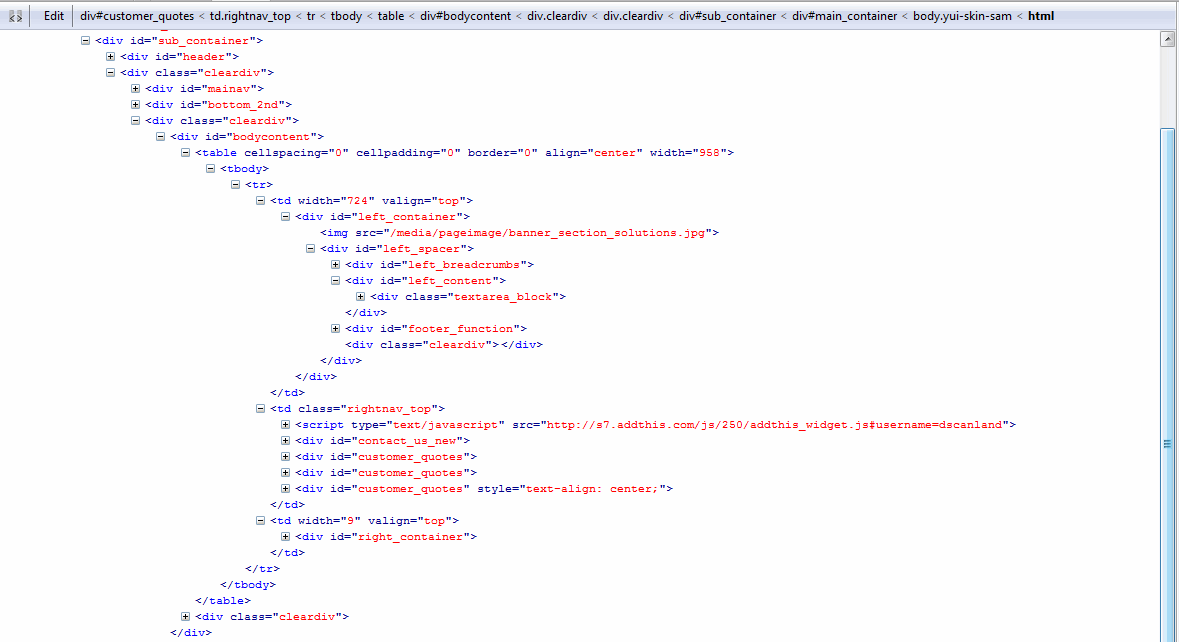 Edit div#customer_quotes < td.rightnav_top < tr < tbody < table < div#bodycontent < div.cleardiv < div.cleardiv < div#sub_container < div#main_container < body.yui-skin-sam < html
<div id="sub_container">
<div id="header">
<div class="cleardiv">
<div id="mainav">
<div id="bottom_2nd">
<div class="cleardiv">
<div id="bodycontent">
<table cellspacing="0" cellpadding="0" border="0" align="center" width="958">
<tbody>
<tr>
<td width="724" valign="top">
<div id="left_container">
<img src="/media/pageimage/banner_section_solutions.jpg">
<div id="left_spacer">
<div id="left_breadcrumbs">
<div id="left_content">
<div class="textarea_block">
</div>
<div id="footer_function">
<div class="cleardiv"></div>
</div>
</div>
</td>
<td class="rightnav_top">
<script type="text/javascript" src="http://s7.addthis.com/js/250/addthis_widget.js#username=dscanland">
<div id="contact_us_new">
<div id="customer_quotes">
<div id="customer_quotes">
<div id="customer_quotes" style="text-align: center;">
</td>
<td width="9" valign="top">
<div id="right_container">
</td>
</tr>
</tbody>
</table>
<div class="cleardiv">
</div>